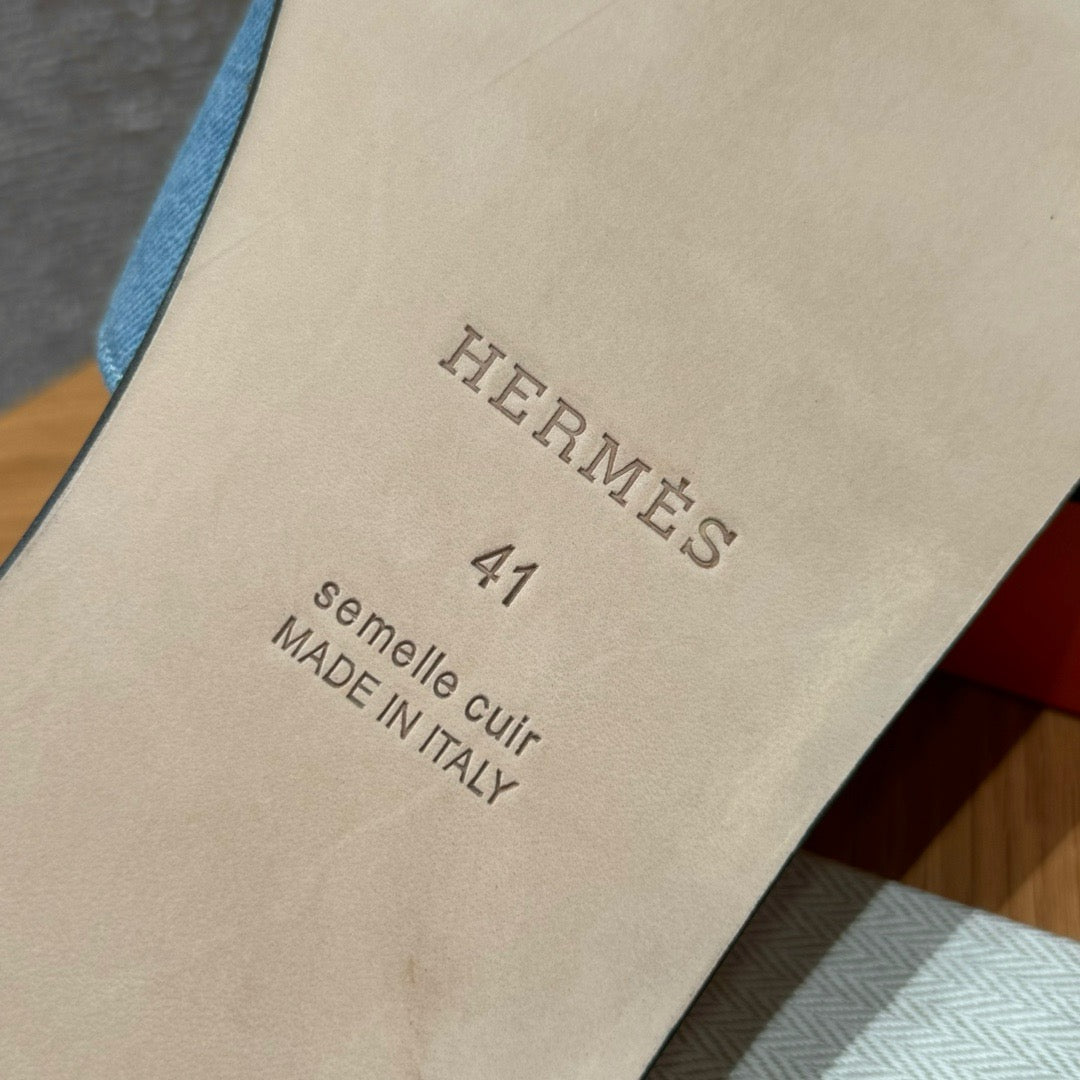 HERMÈS
41
semelle cuir
MADE IN ITALY